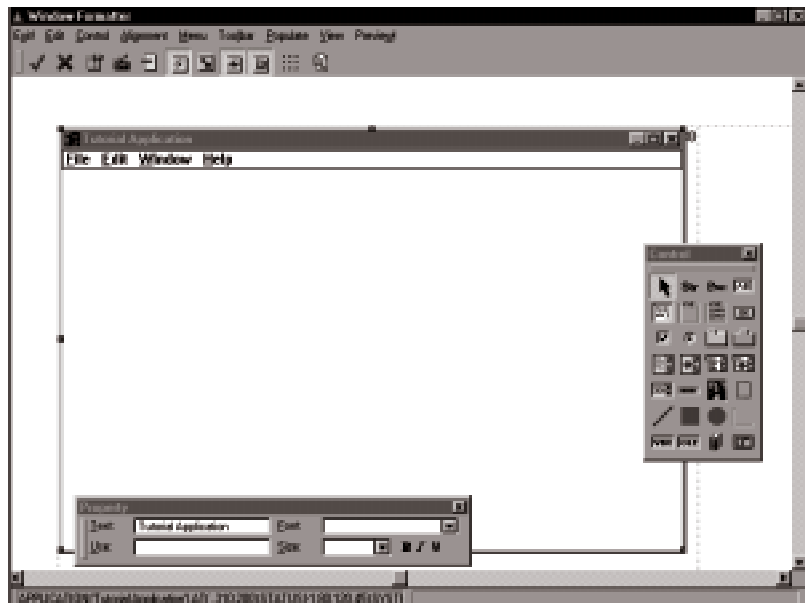 Window Formatter
Exit! Edit Control Alignment Menu Toolbar Populate View Preview!
Tutorial Application
File Edit Window Help
Control
Property
Text: Tutorial Application Font:
Use: Size: B I U